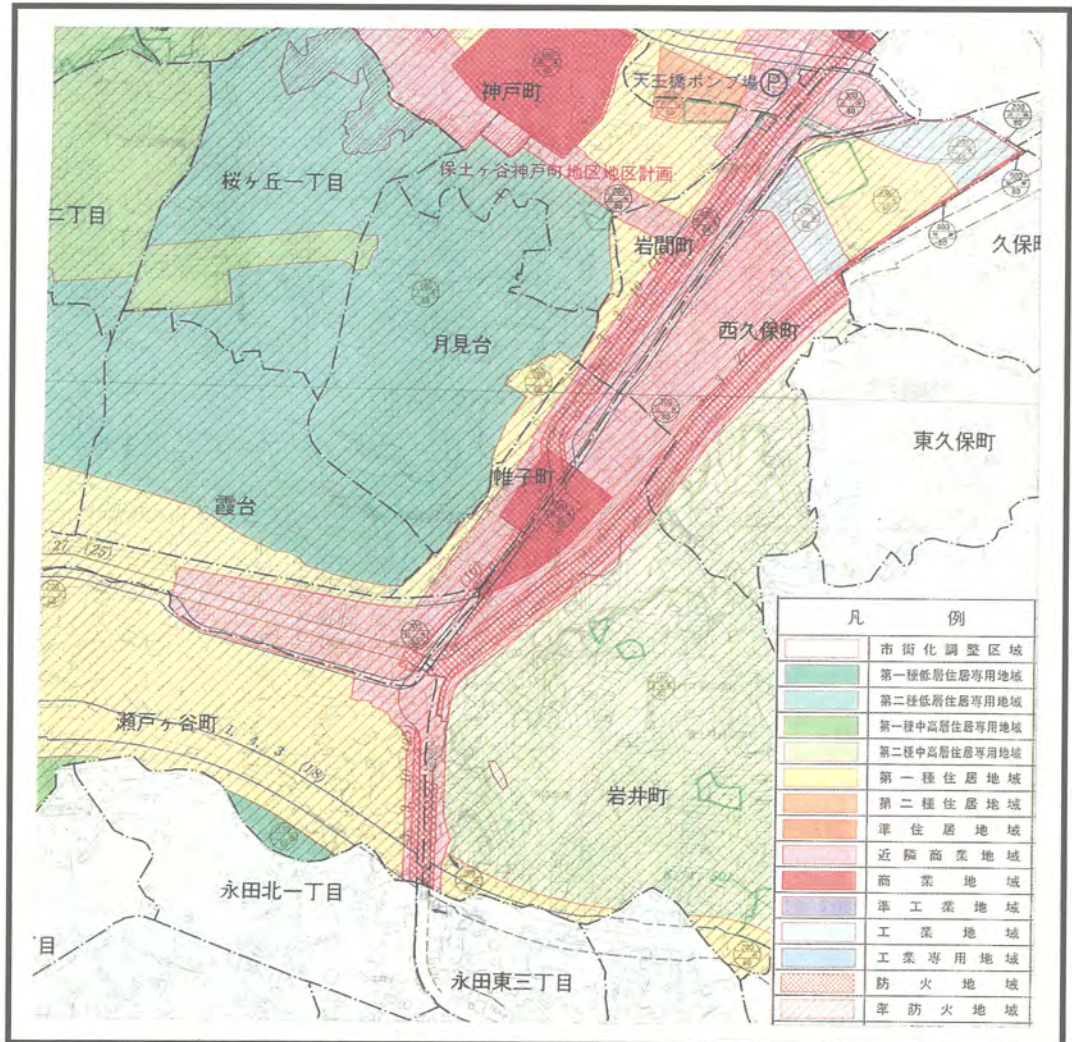 神戸町
天王橋ポンプ場 P
保土ヶ谷神戸町地区地区計画
桜ヶ丘一丁目
二丁目
岩間町
久保町
月見台
西久保町
東久保町
帷子町
霞台
27 (25)
瀬戸ヶ谷町
1. 4. 3
(18)
岩井町
永田北一丁目
丁目
永田東三丁目
凡 例
市街化調整区域
第一種低層住居専用地域
第二種低層住居専用地域
第一種中高層住居専用地域
第二種中高層住居専用地域
第一種住居地域
第二種住居地域
準住居地域
近隣商業地域
商業地域
準工業地域
工業地域
工業専用地域
防火地域
準防火地域